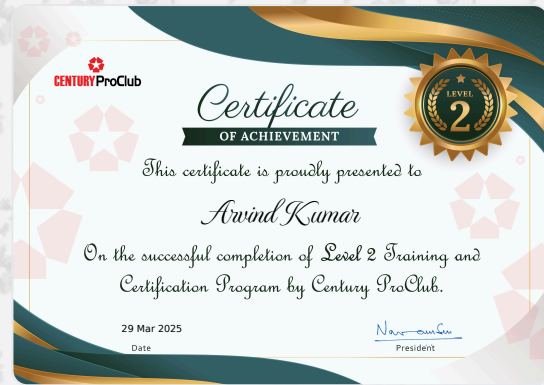 CENTURY ProClub
LEVEL
2
Certificate
OF ACHIEVEMENT
This certificate is proudly presented to
Arvind Kumar
On the successful completion of Level 2 Training and
Certification Program by Century ProClub.
29 Mar 2025
Date
President